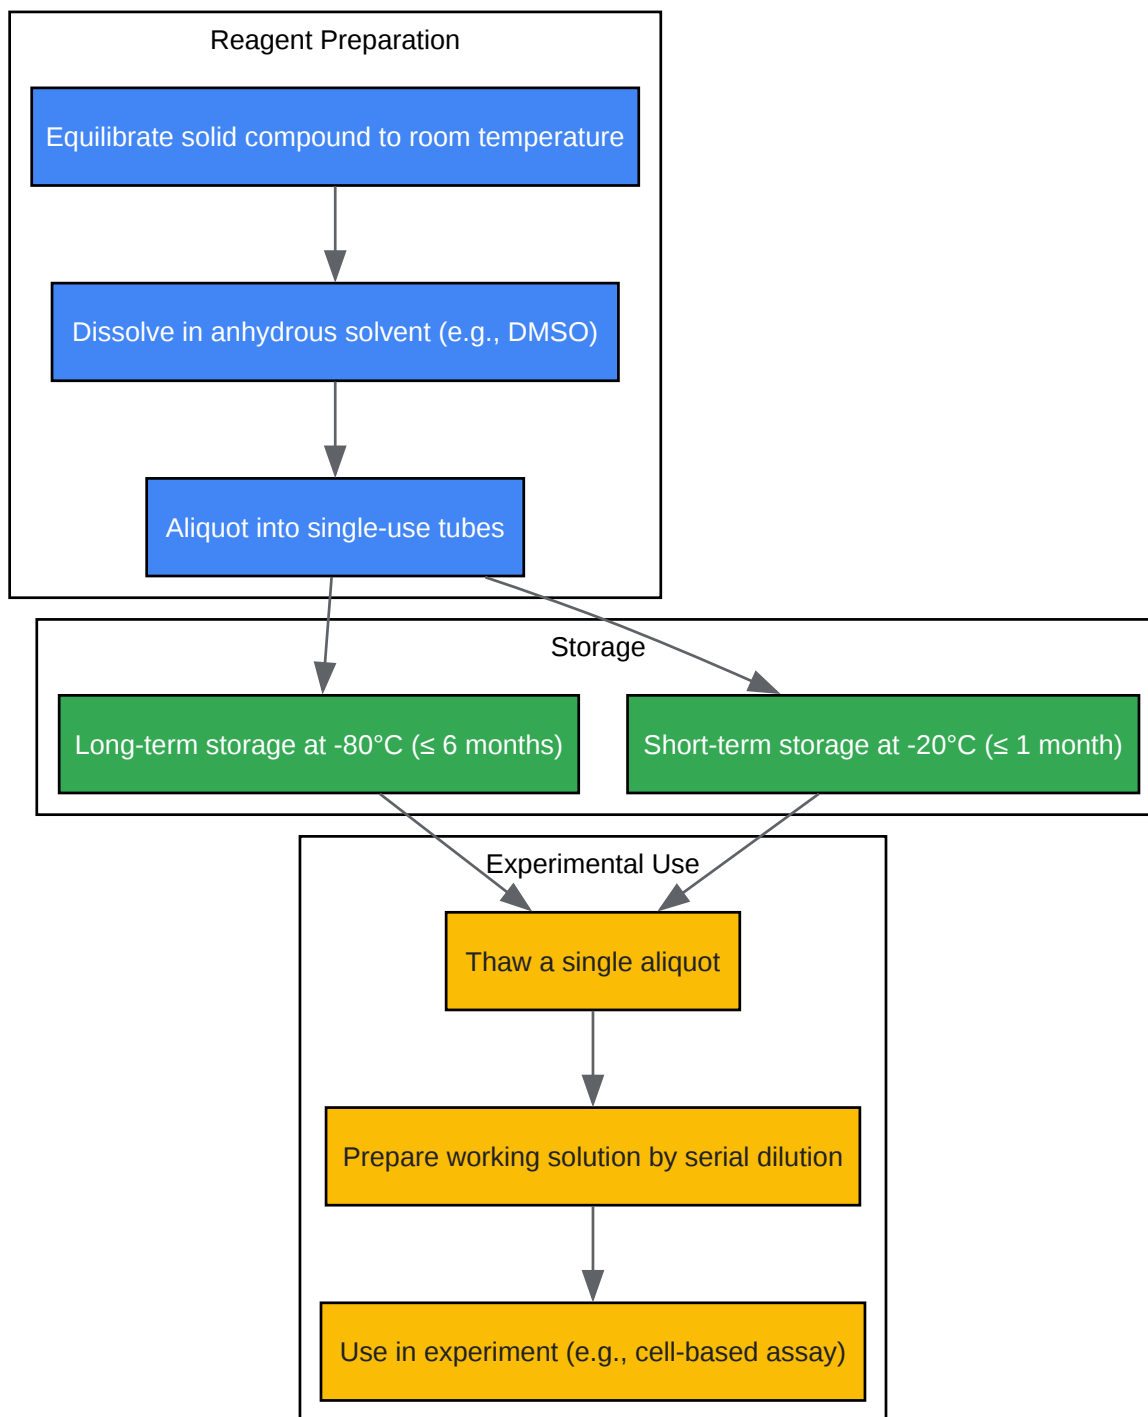 Reagent Preparation
Equilibrate solid compound to room temperature
Dissolve in anhydrous solvent (e.g., DMSO)
Aliquot into single-use tubes
Storage
Long-term storage at -80°C (≤ 6 months)
Short-term storage at -20°C (≤ 1 month)
Experimental Use
Thaw a single aliquot
Prepare working solution by serial dilution
Use in experiment (e.g., cell-based assay)